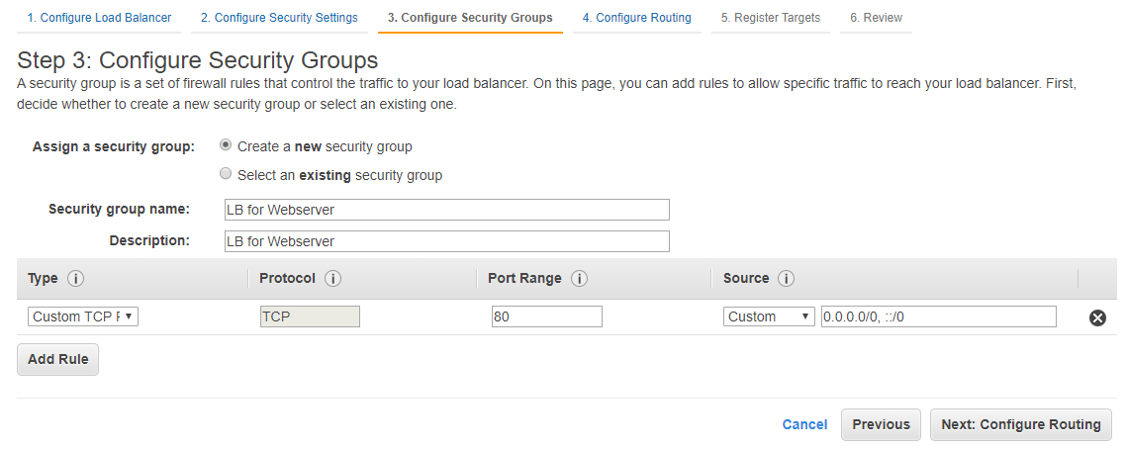 1. Configure Load Balancer 2. Configure Security Settings 3. Configure Security Groups 4. Configure Routing 5. Register Targets 6. Review
Step 3: Configure Security Groups
A security group is a set of firewall rules that control the traffic to your load balancer. On this page, you can add rules to allow specific traffic to reach your load balancer. First,
decide whether to create a new security group or select an existing one.
Assign a security group: Create a new security group
Select an existing security group
Security group name: LB for Webserver
Description: LB for Webserver
Type i Protocol i Port Range i Source i
Custom TCP F TCP 80 Custom 0.0.0.0/0, ::/0
Add Rule
Cancel Previous Next: Configure Routing